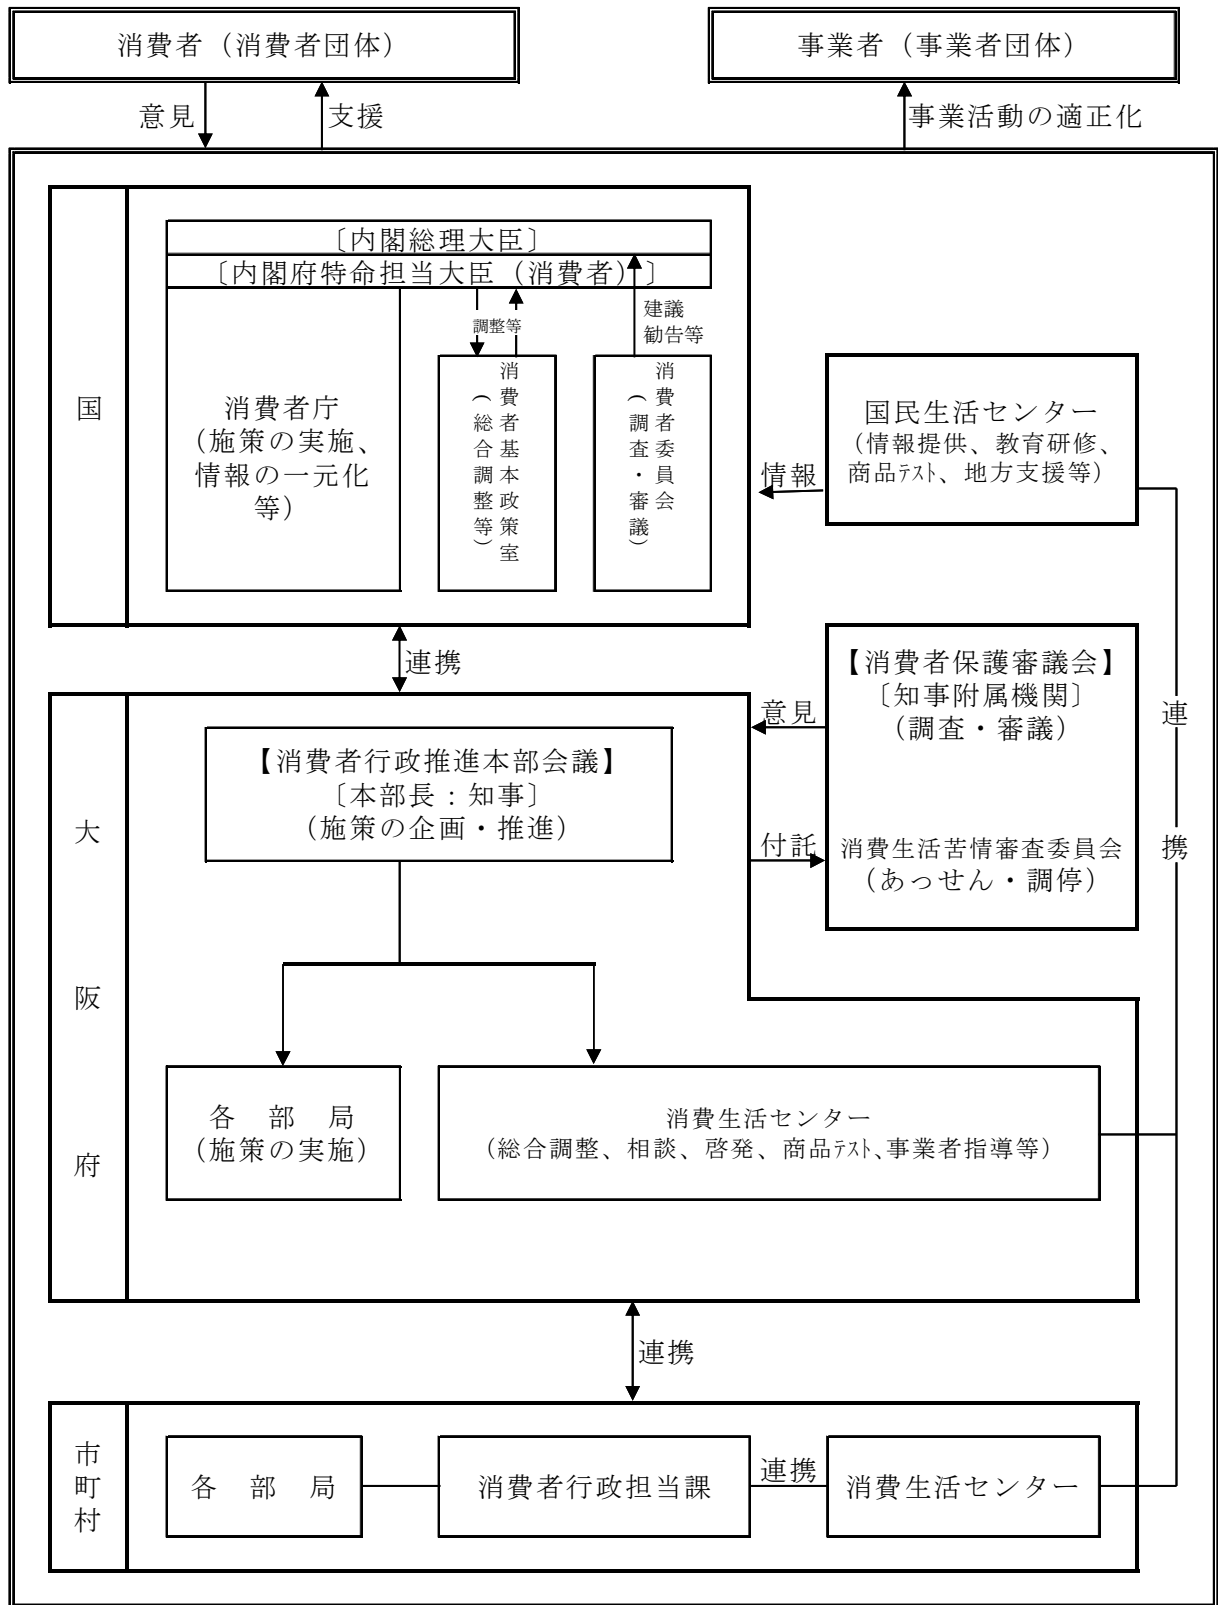 消費者（消費者団体）
事業者（事業者団体）
意見
支援
事業活動の適正化
国
〔内閣総理大臣〕
〔内閣府特命担当大臣（消費者）〕
調整等
建議
勧告等
消費者庁
（施策の実施、
情報の一元化
等）
消費者基本政策室
（総合調整等）
消費者委員会
（調査・審議）
情報
国民生活センター
（情報提供、教育研修、
商品ﾃｽﾄ、地方支援等）
連携
【消費者保護審議会】
〔知事附属機関〕
（調査・審議）
消費生活苦情審査委員会
（あっせん・調停）
意見
付託
連携
大阪府
【消費者行政推進本部会議】
〔本部長：知事〕
（施策の企画・推進）
各　部　局
（施策の実施）
消費生活センター
（総合調整、相談、啓発、商品ﾃｽﾄ、事業者指導等）
連携
市町村
各　部　局
消費者行政担当課
連携
消費生活センター